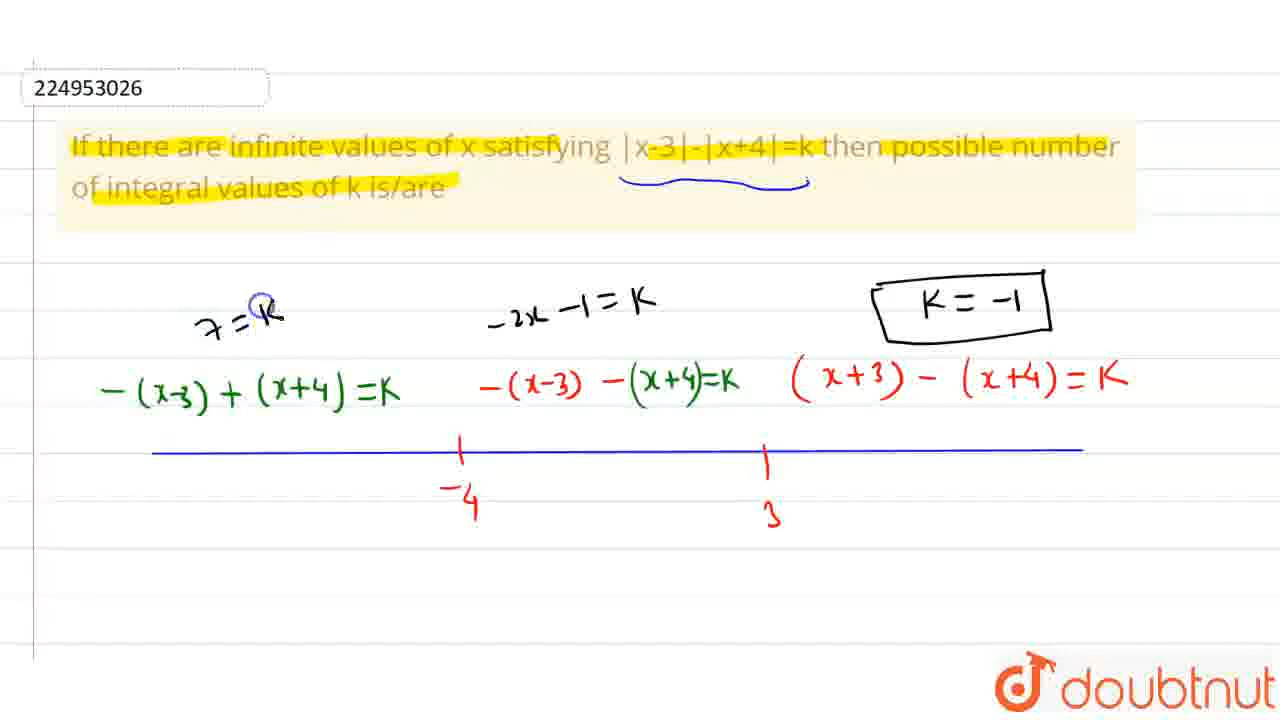 224953026
If there are infinite values of x satisfying |x-3|-|x+4|=k then possible number
of integral values of k is/are
7=K
-2x -1=K
K = -1
-(x-3) + (x+4) =K
-(x-3) -(x+4)=K
(x+3) - (x+4) = K
-4
3
doubtnut